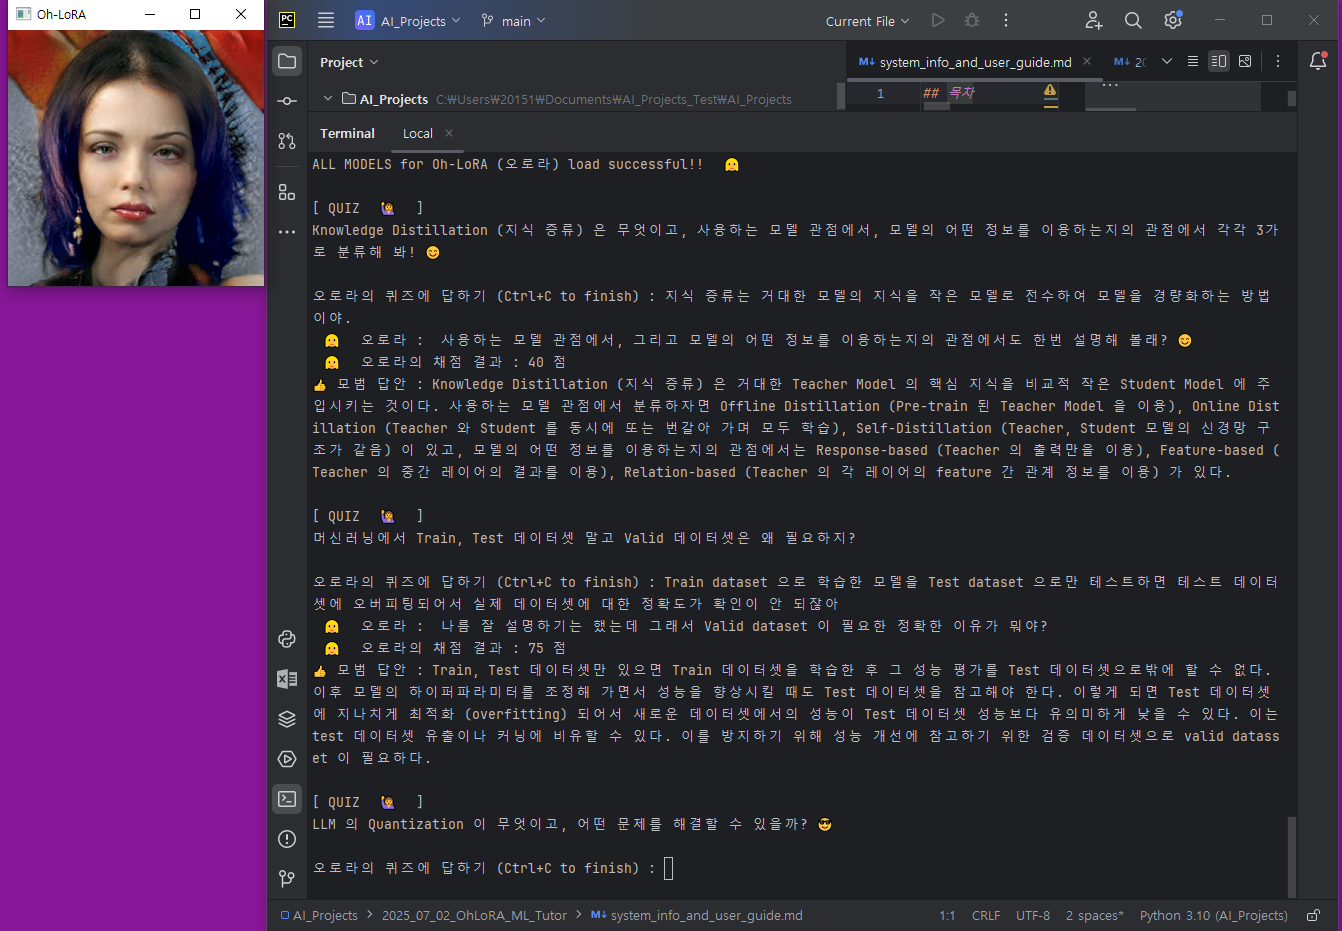 Oh-LoRA
PC
AI AI_Projects
main
Current File
Project
system_info_and_user_guide.md
M↓ 20
AI_Projects C:₩Users₩20151₩Documents₩AI_Projects_Test₩AI_Projects
1 ## 목차
Terminal Local
ALL MODELS for Oh-LoRA (오로라) load successful!! 🤗
[ QUIZ 🙋‍♀️ ]
Knowledge Distillation (지식 증류) 은 무엇이고, 사용하는 모델 관점에서, 모델의 어떤 정보를 이용하는지의 관점에서 각각 3가
로 분류해 봐! 😊
오로라의 퀴즈에 답하기 (Ctrl+C to finish) : 지식 증류는 거대한 모델의 지식을 작은 모델로 전수하여 모델을 경량화하는 방법
이야.
🤗 오로라 : 사용하는 모델 관점에서, 그리고 모델의 어떤 정보를 이용하는지의 관점에서도 한번 설명해 볼래? 😊
🤗 오로라의 채점 결과 : 40 점
👍 모범 답안 : Knowledge Distillation (지식 증류) 은 거대한 Teacher Model 의 핵심 지식을 비교적 작은 Student Model 에 주
입시키는 것이다. 사용하는 모델 관점에서 분류하자면 Offline Distillation (Pre-train 된 Teacher Model 을 이용), Online Dist
illation (Teacher 와 Student 를 동시에 또는 번갈아 가며 모두 학습), Self-Distillation (Teacher, Student 모델의 신경망 구
조가 같음) 이 있고, 모델의 어떤 정보를 이용하는지의 관점에서는 Response-based (Teacher 의 출력만을 이용), Feature-based (
Teacher 의 중간 레이어의 결과를 이용), Relation-based (Teacher 의 각 레이어의 feature 간 관계 정보를 이용) 가 있다.
[ QUIZ 🙋‍♀️ ]
머신러닝에서 Train, Test 데이터셋 말고 Valid 데이터셋은 왜 필요하지?
오로라의 퀴즈에 답하기 (Ctrl+C to finish) : Train dataset 으로 학습한 모델을 Test dataset 으로만 테스트하면 테스트 데이터
셋에 오버피팅되어서 실제 데이터셋에 대한 정확도가 확인이 안 되잖아
🤗 오로라 : 나름 잘 설명하기는 했는데 그래서 Valid dataset 이 필요한 정확한 이유가 뭐야?
🤗 오로라의 채점 결과 : 75 점
👍 모범 답안 : Train, Test 데이터셋만 있으면 Train 데이터셋을 학습한 후 그 성능 평가를 Test 데이터셋으로밖에 할 수 없다.
이후 모델의 하이퍼파라미터를 조정해 가면서 성능을 향상시킬 때도 Test 데이터셋을 참고해야 한다. 이렇게 되면 Test 데이터셋
에 지나치게 최적화 (overfitting) 되어서 새로운 데이터셋에서의 성능이 Test 데이터셋 성능보다 유의미하게 낮을 수 있다. 이는
test 데이터셋 유출이나 커닝에 비유할 수 있다. 이를 방지하기 위해 성능 개선에 참고하기 위한 검증 데이터셋으로 valid datass
et 이 필요하다.
[ QUIZ 🙋‍♀️ ]
LLM 의 Quantization 이 무엇이고, 어떤 문제를 해결할 수 있을까? 😎
오로라의 퀴즈에 답하기 (Ctrl+C to finish) :
AI_Projects > 2025_07_02_OhLoRA_ML_Tutor > M↓ system_info_and_user_guide.md 1:1 CRLF UTF-8 2 spaces* Python 3.10 (AI_Projects)